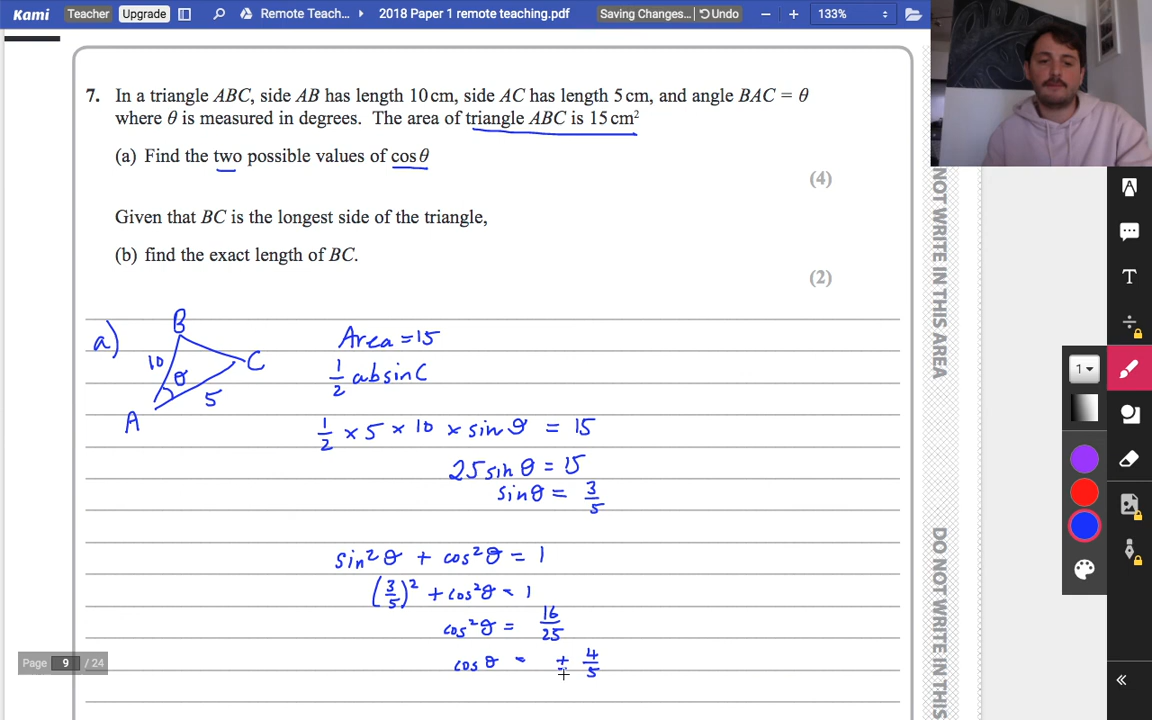 Kami Teacher Upgrade Remote Teach... 2018 Paper 1 remote teaching.pdf Saving Changes... Undo − + 133%
7. In a triangle ABC, side AB has length 10 cm, side AC has length 5 cm, and angle BAC = θ
where θ is measured in degrees. The area of triangle ABC is 15 cm²
(a) Find the two possible values of cos θ
(4)
Given that BC is the longest side of the triangle,
(b) find the exact length of BC.
(2)
a) B 10 θ C 5 A
Area = 15
1/2 absinC
1/2 × 5 × 10 × sin θ = 15
25 sin θ = 15
sin θ = 3/5
sin² θ + cos² θ = 1
(3/5)² + cos² θ = 1
cos² θ = 16/25
cos θ = ± 4/5
Page 9 / 24
NOT WRITE IN THIS AREA
DO NOT WRITE IN THIS
A
T
÷
1
«